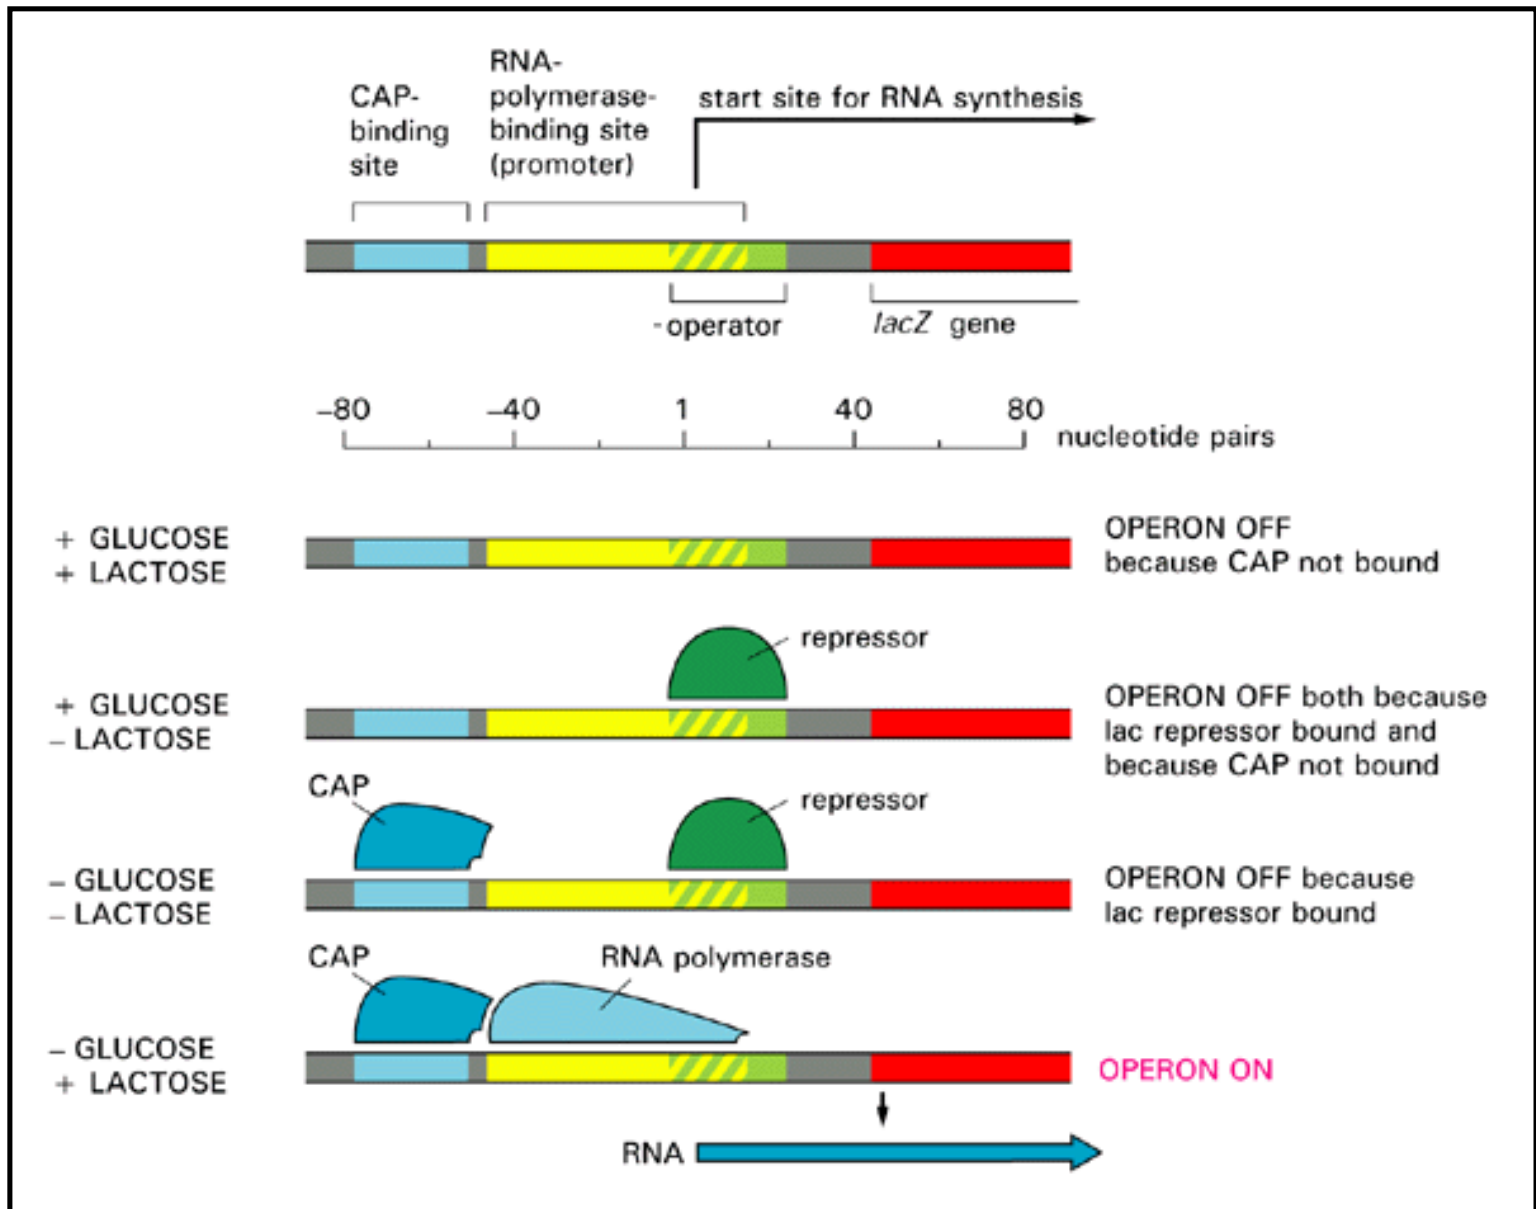 CAP-
binding
site
RNA-
polymerase-
binding site
(promoter)
start site for RNA synthesis
-operator
lacZ gene
−80 −40 1 40 80
nucleotide pairs
+ GLUCOSE
+ LACTOSE
OPERON OFF
because CAP not bound
repressor
+ GLUCOSE
− LACTOSE
OPERON OFF both because
lac repressor bound and
because CAP not bound
CAP
repressor
− GLUCOSE
− LACTOSE
OPERON OFF because
lac repressor bound
CAP
RNA polymerase
− GLUCOSE
+ LACTOSE
OPERON ON
RNA